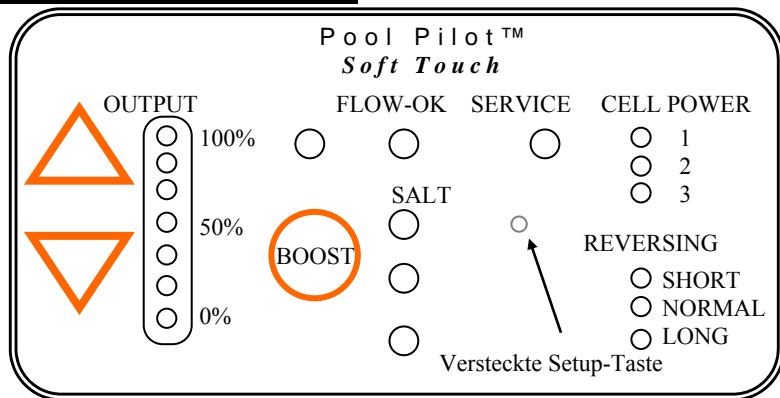 Pool Pilot™
Soft Touch
OUTPUT
FLOW-OK
SERVICE
CELL POWER
100%
1
2
3
SALT
50%
BOOST
REVERSING
SHORT
NORMAL
0%
LONG
Versteckte Setup-Taste